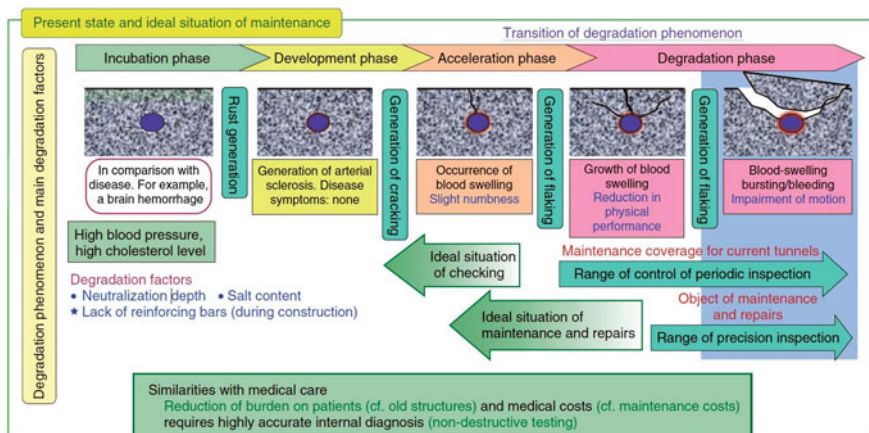 Present state and ideal situation of maintenance
Transition of degradation phenomenon
Degradation phenomenon and main degradation factors
Incubation phase
Development phase
Acceleration phase
Degradation phase
Rust generation
Generation of cracking
Generation of flaking
Generation of flaking
In comparison with
disease. For example,
a brain hemorrhage
Generation of arterial
sclerosis. Disease
symptoms: none
Occurrence of
blood swelling
Slight numbness
Growth of blood
swelling
Reduction in
physical
performance
Blood-swelling
bursting/bleeding
Impairment of motion
High blood pressure,
high cholesterol level
Degradation factors
• Neutralization depth • Salt content
★ Lack of reinforcing bars (during construction)
Ideal situation
of checking
Maintenance coverage for current tunnels
Range of control of periodic inspection
Ideal situation of
maintenance and repairs
Object of maintenance
and repairs
Range of precision inspection
Similarities with medical care
Reduction of burden on patients (cf. old structures) and medical costs (cf. maintenance costs)
requires highly accurate internal diagnosis (non-destructive testing)